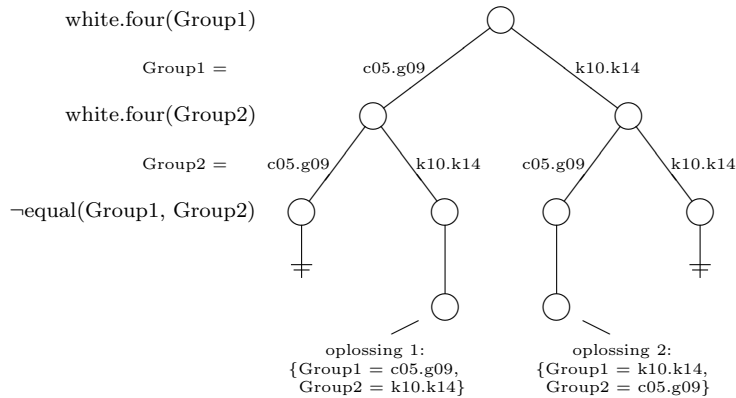 white.four(Group1)
Group1 =
c05.g09
k10.k14
white.four(Group2)
Group2 =
c05.g09
k10.k14
c05.g09
k10.k14
¬equal(Group1, Group2)
oplossing 1:
{Group1 = c05.g09,
Group2 = k10.k14}
oplossing 2:
{Group1 = k10.k14,
Group2 = c05.g09}